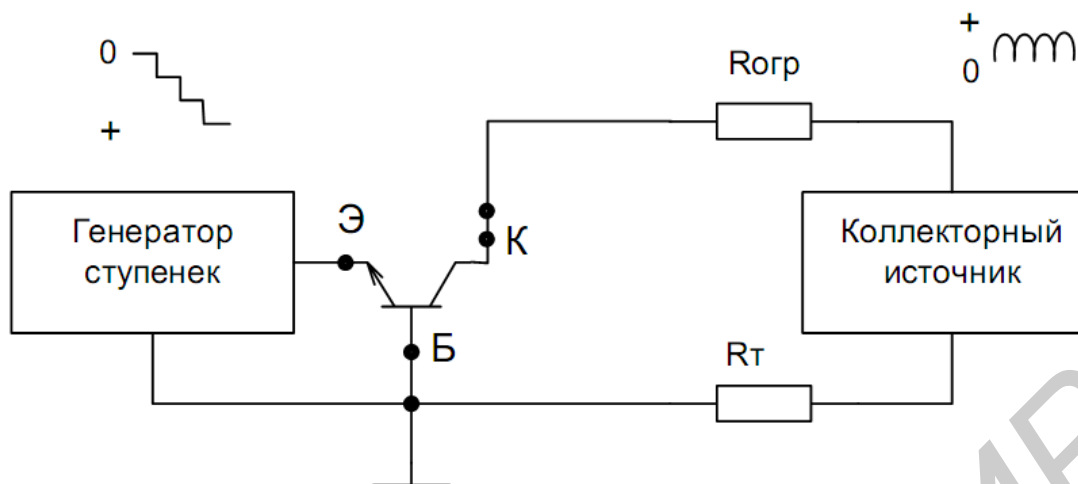 0
+
Rогр
+
0
Генератор
ступенек
Э
К
Б
Коллекторный
источник
Rт